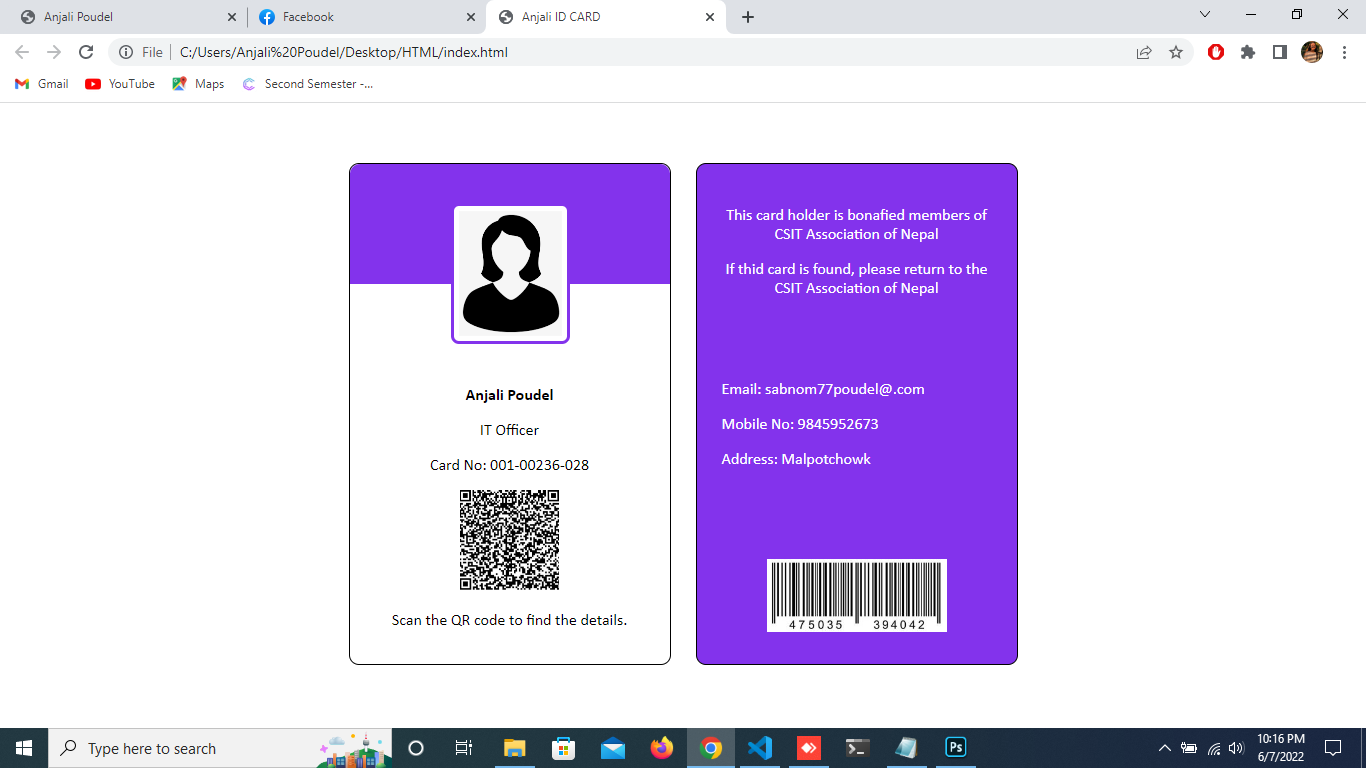 Anjali Poudel
Facebook
Anjali ID CARD
File
C:/Users/Anjali%20Poudel/Desktop/HTML/index.html
Gmail
YouTube
Maps
Second Semester -...
Anjali Poudel
IT Officer
Card No: 001-00236-028
Scan the QR code to find the details.
This card holder is bonafied members of
CSIT Association of Nepal
If thid card is found, please return to the
CSIT Association of Nepal
Email: sabnom77poudel@.com
Mobile No: 9845952673
Address: Malpotchowk
475035 394042
Type here to search
Ps
10:16 PM
6/7/2022